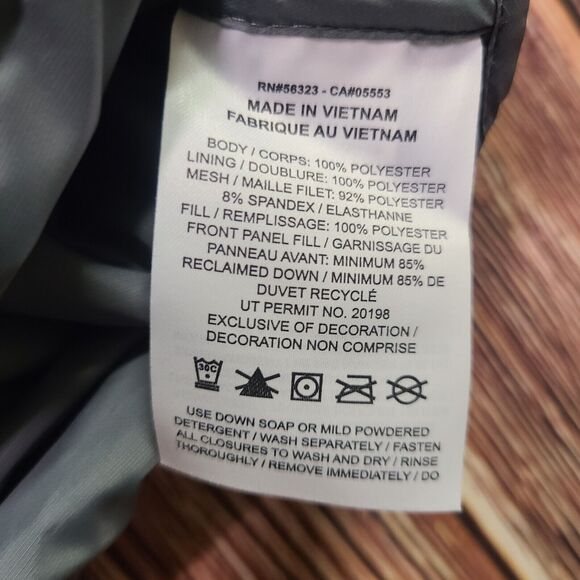 RN#56323 - CA#05553
MADE IN VIETNAM
FABRIQUE AU VIETNAM
BODY / CORPS: 100% POLYESTER
LINING / DOUBLURE: 100% POLYESTER
MESH / MAILLE FILET: 92% POLYESTER
8% SPANDEX / ELASTHANNE
FILL / REMPLISSAGE: 100% POLYESTER
FRONT PANEL FILL / GARNISSAGE DU
PANNEAU AVANT: MINIMUM 85%
RECLAIMED DOWN / MINIMUM 85% DE
DUVET RECYCLÉ
UT PERMIT NO. 20198
EXCLUSIVE OF DECORATION /
DECORATION NON COMPRISE
30C
USE DOWN SOAP OR MILD POWDERED
DETERGENT / WASH SEPARATELY / FASTEN
ALL CLOSURES TO WASH AND DRY / RINSE
THOROUGHLY / REMOVE IMMEDIATELY / DO